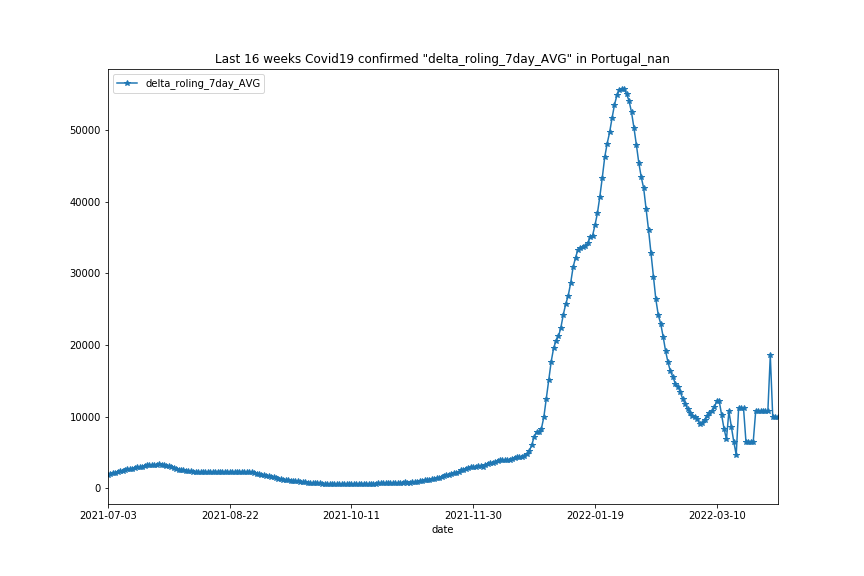 Last 16 weeks Covid19 confirmed "delta_roling_7day_AVG" in Portugal_nan
delta_roling_7day_AVG
50000
40000
30000
20000
10000
0
2021-07-03 2021-08-22 2021-10-11 2021-11-30 2022-01-19 2022-03-10
date